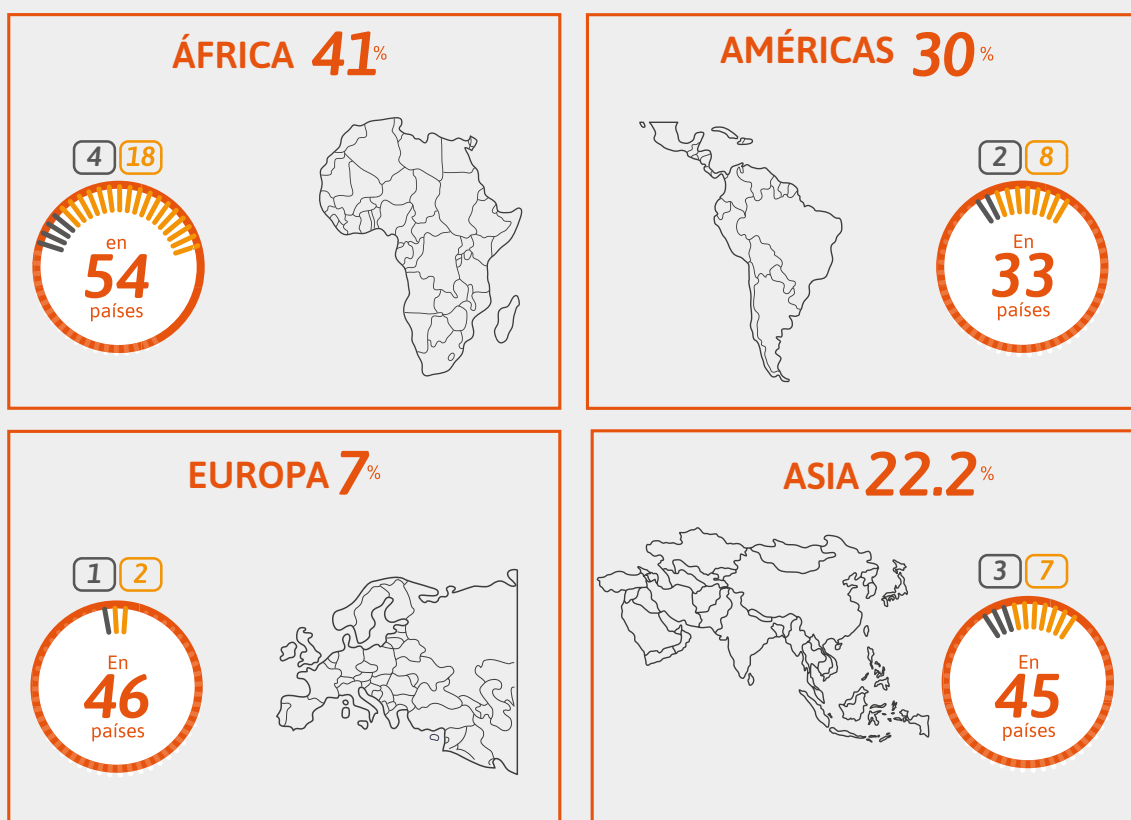 ÁFRICA 41%
4 18
en
54
países
AMÉRICAS 30%
2 8
En
33
países
EUROPA 7%
1 2
En
46
países
ASIA 22.2%
3 7
En
45
países